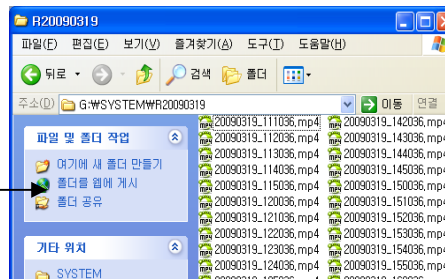 R20090319
파일(F) 편집(E) 보기(V) 즐겨찾기(A) 도구(T) 도움말(H)
뒤로 검색 폴더
주소(D) G:₩SYSTEM₩R20090319 이동 연결
파일 및 폴더 작업
여기에 새 폴더 만들기
폴더를 웹에 게시
폴더 공유
기타 위치
SYSTEM
20090319_111036.mp4
20090319_112036.mp4
20090319_113036.mp4
20090319_114036.mp4
20090319_115036.mp4
20090319_120036.mp4
20090319_121036.mp4
20090319_122036.mp4
20090319_123036.mp4
20090319_124036.mp4
20090319_142036.mp4
20090319_143036.mp4
20090319_144036.mp4
20090319_145036.mp4
20090319_150036.mp4
20090319_151036.mp4
20090319_152036.mp4
20090319_153036.mp4
20090319_154036.mp4
20090319_155036.mp4